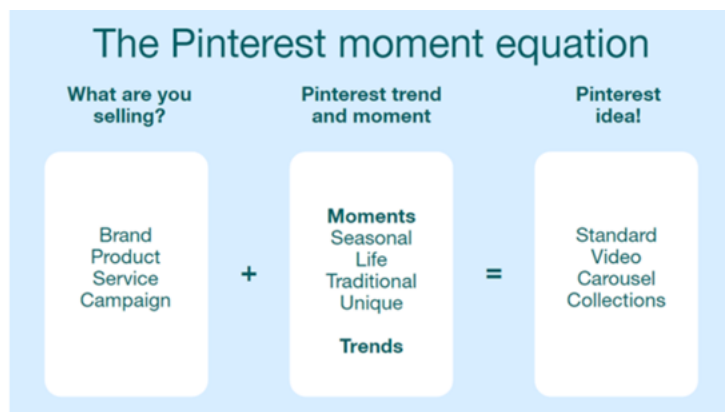 The Pinterest moment equation
What are you
selling?
Pinterest trend
and moment
Pinterest
idea!
Brand
Product
Service
Campaign
+
Moments
Seasonal
Life
Traditional
Unique
Trends
=
Standard
Video
Carousel
Collections